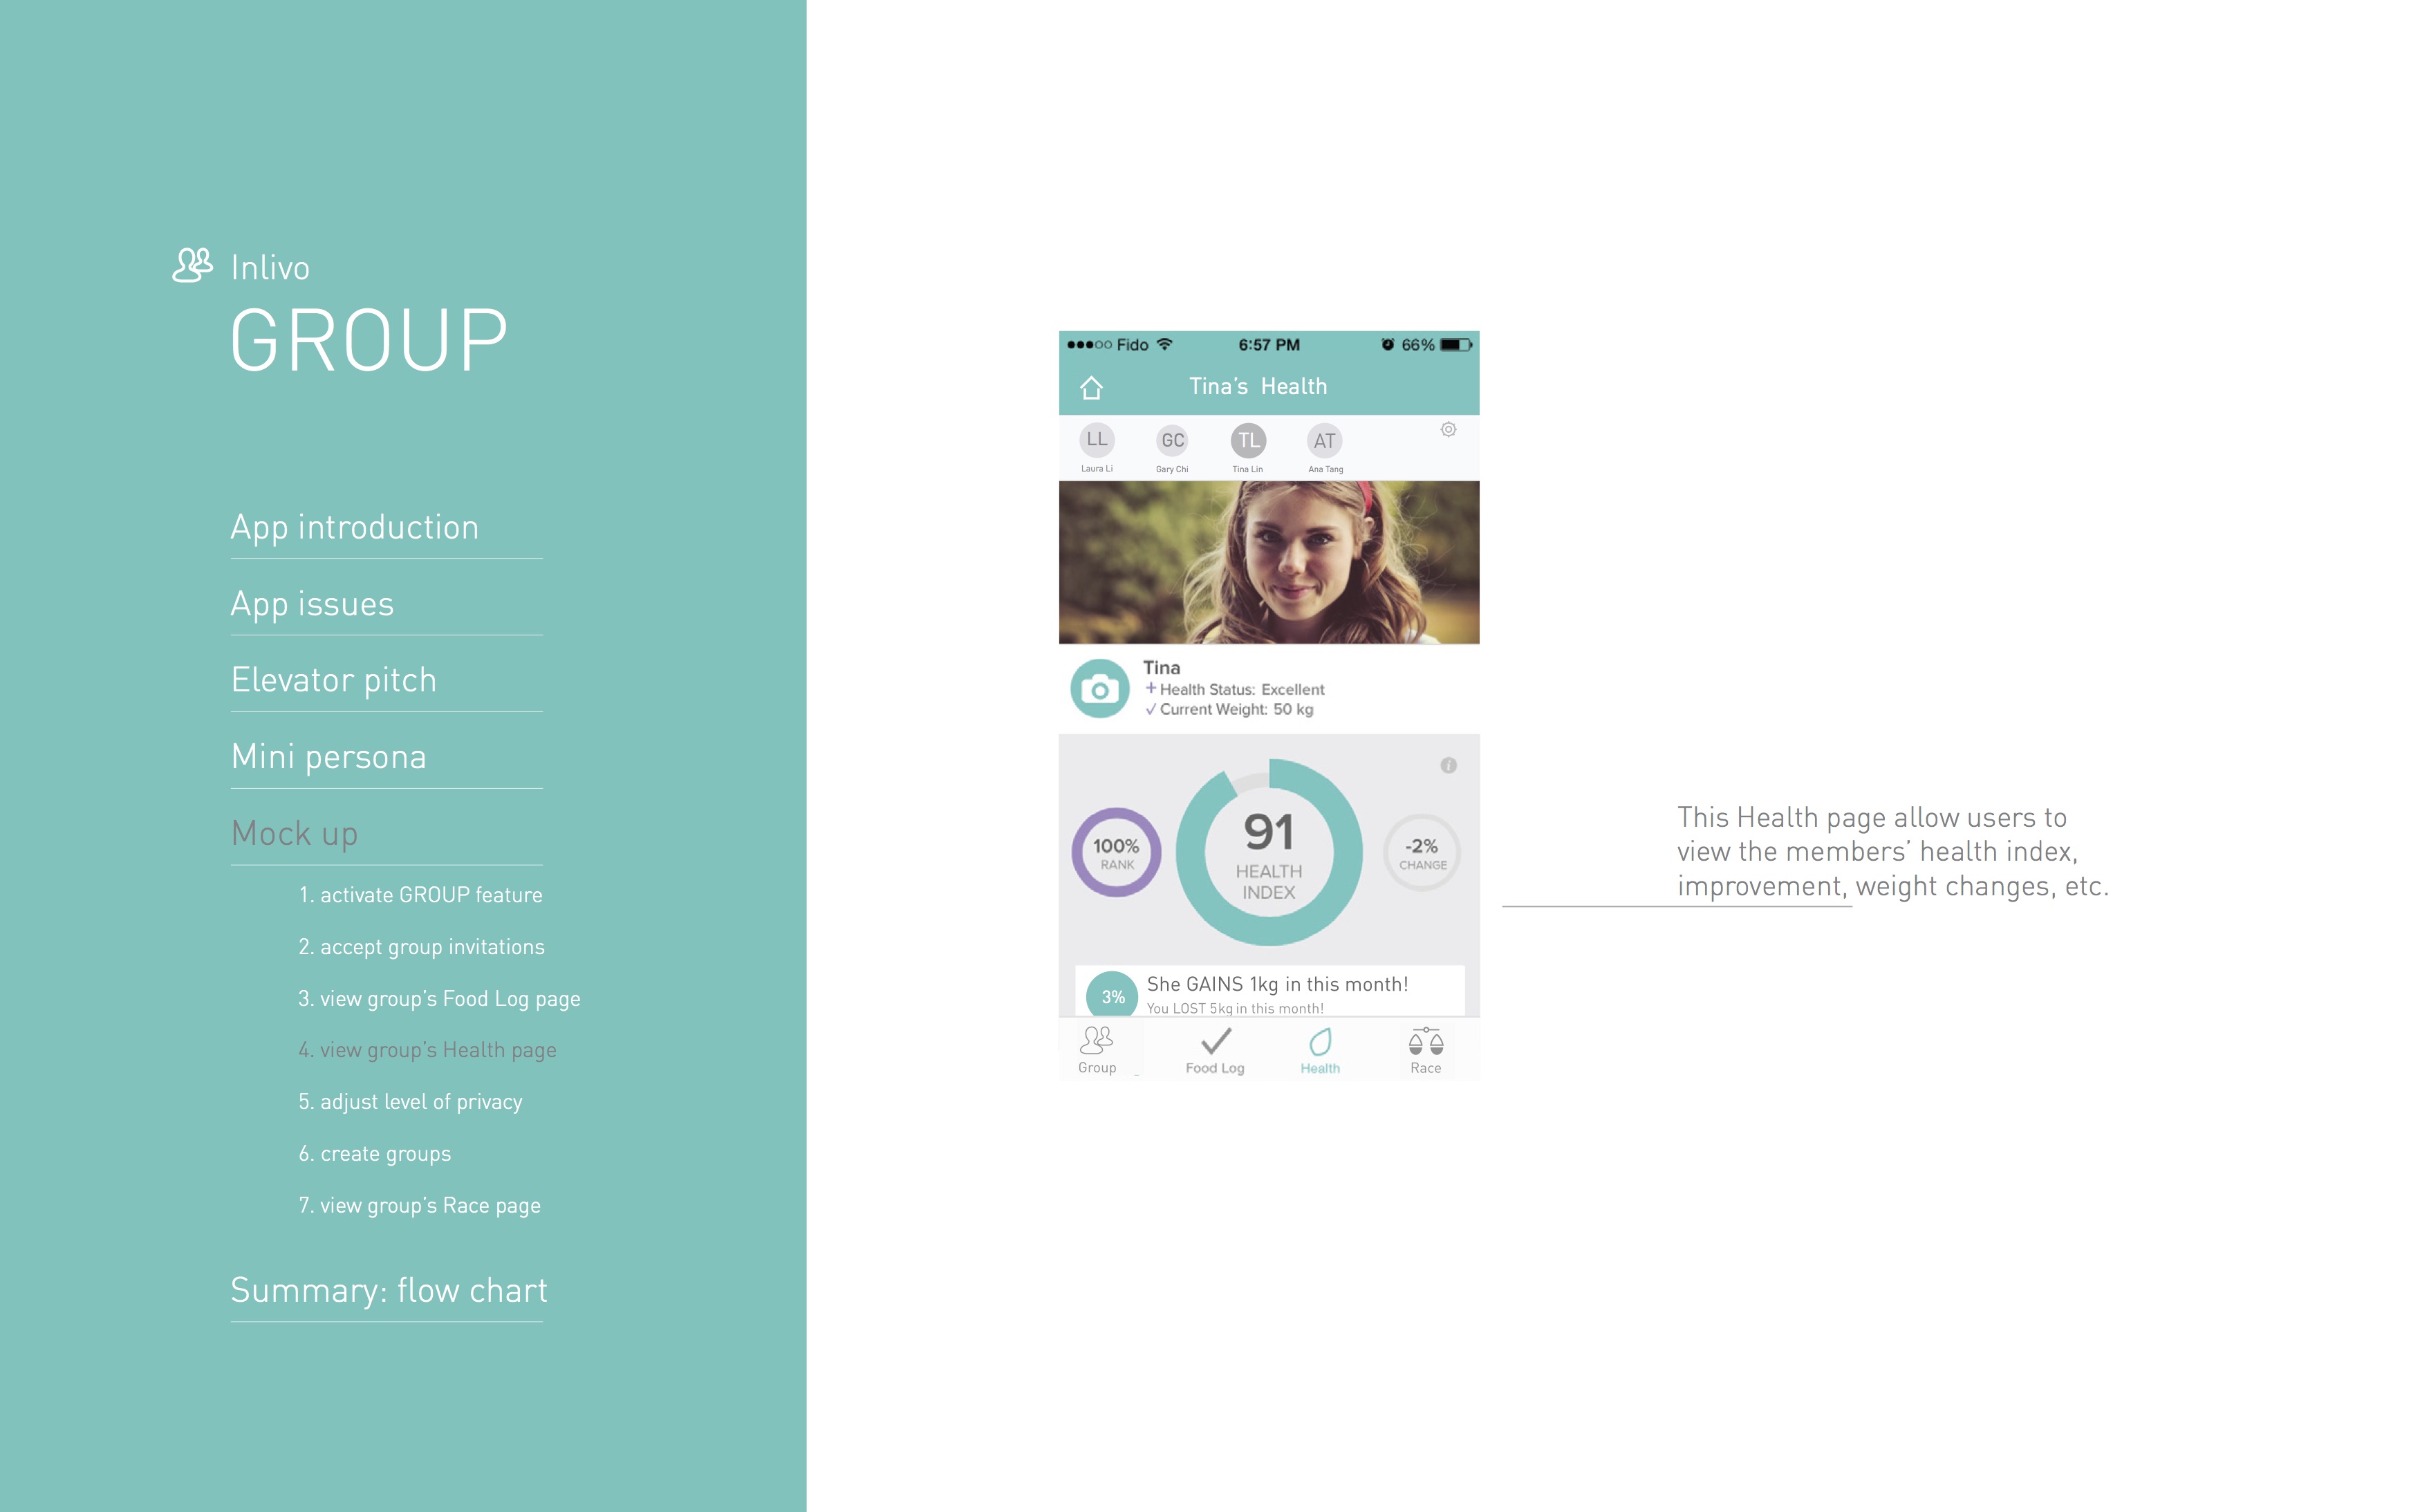 Inlivo
GROUP
App introduction
App issues
Elevator pitch
Mini persona
Mock up
1. activate GROUP feature
2. accept group invitations
3. view group's Food Log page
4. view group's Health page
5. adjust level of privacy
6. create groups
7. view group's Race page
Summary: flow chart
Fido 6:57 PM 66%
Tina's Health
LL GC TL AT
Laura Li Gary Chi Tina Lin Ana Tang
Tina
+ Health Status: Excellent
✓ Current Weight: 50 kg
i
100%
RANK
91
HEALTH
INDEX
-2%
CHANGE
3%
She GAINS 1kg in this month!
You LOST 5kg in this month!
Group Food Log Health Race
This Health page allow users to
view the members' health index,
improvement, weight changes, etc.